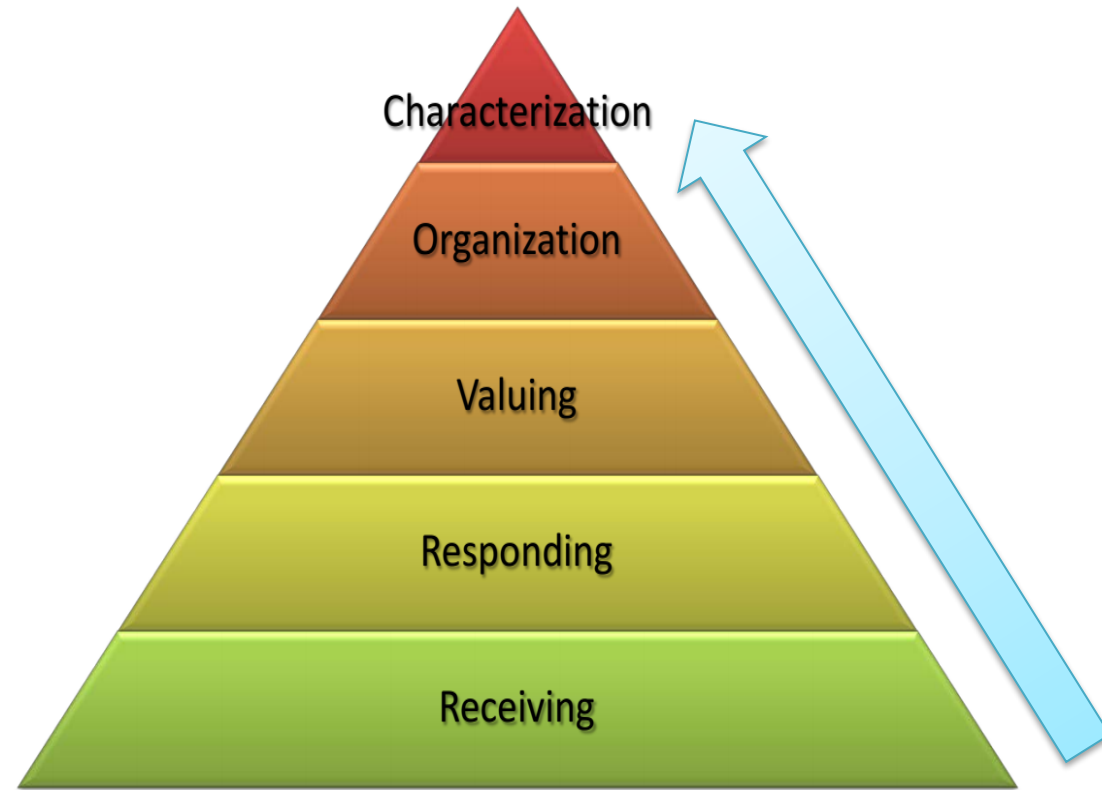 Characterization
Organization
Valuing
Responding
Receiving